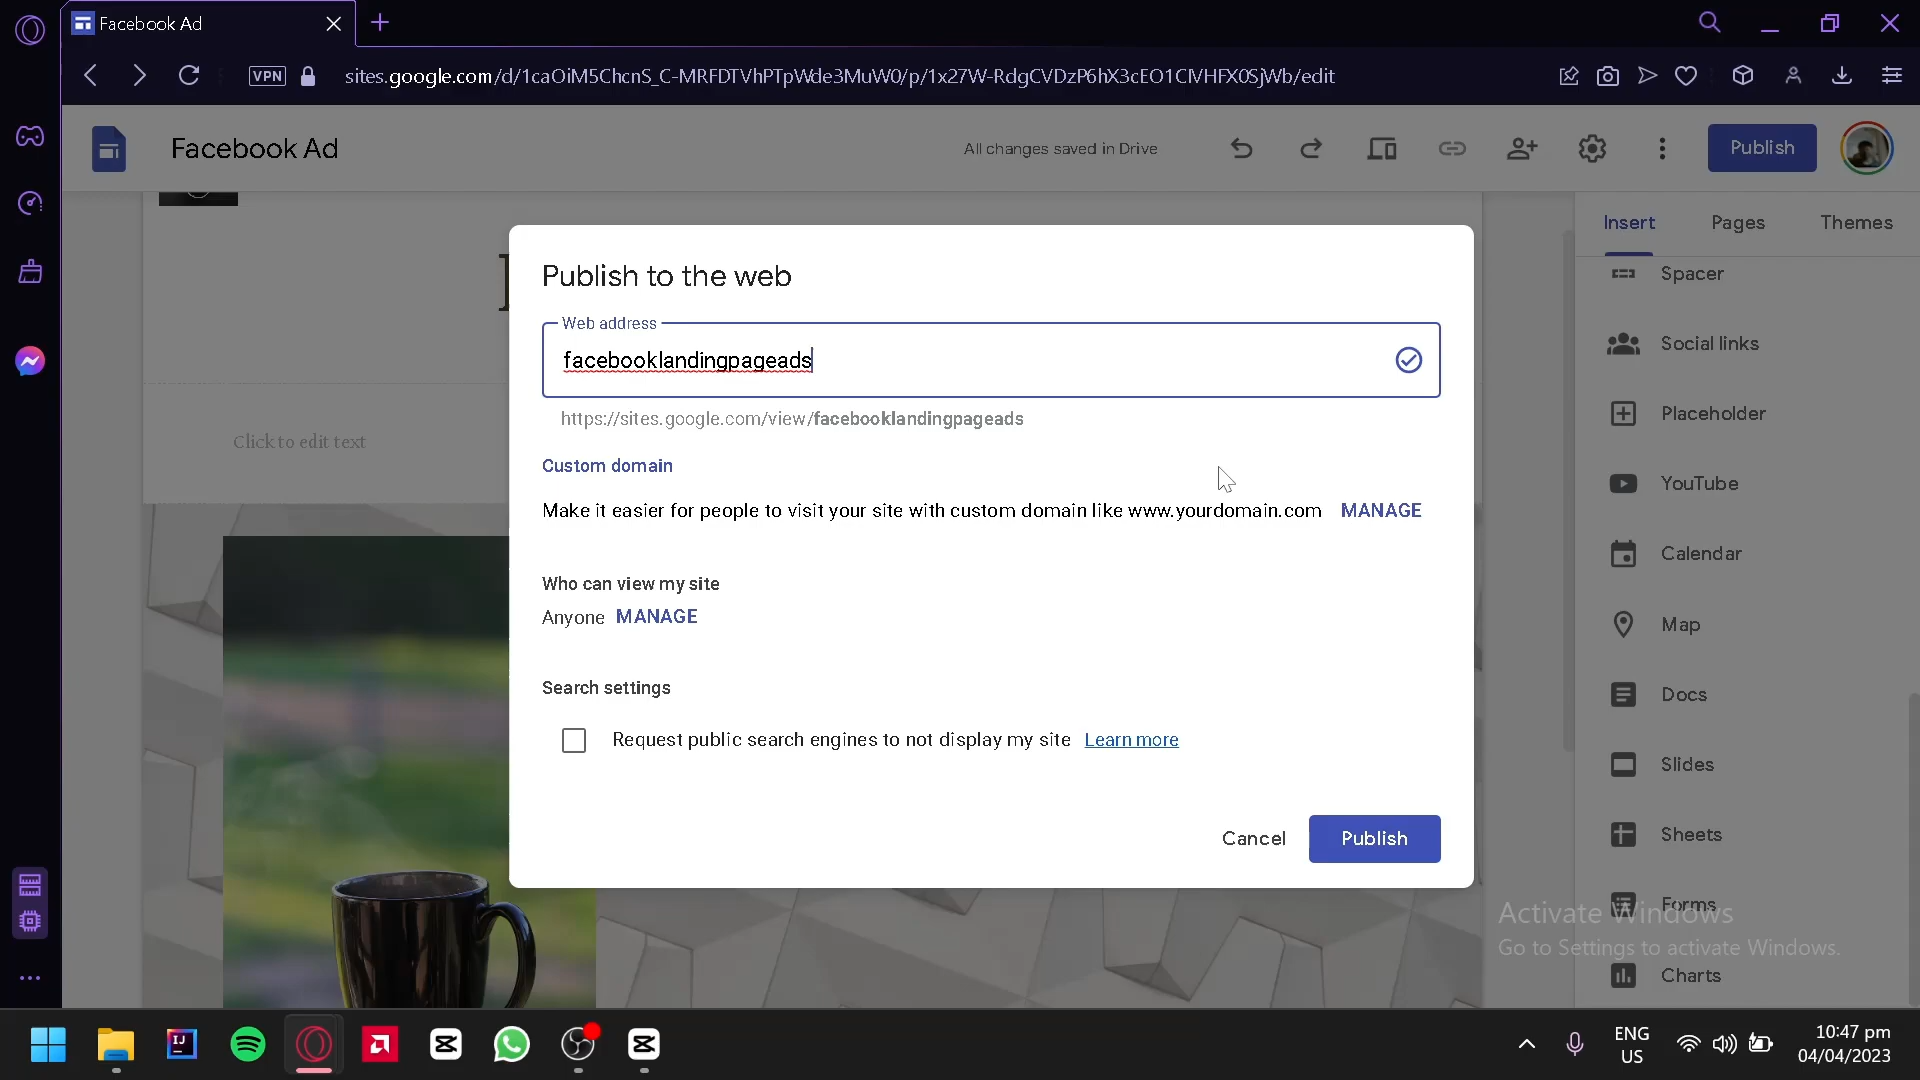 Facebook Ad
VPN
sites.google.com/d/1caOiM5ChcnS_C-MRFDTVhPTpWde3MuW0/p/1x27W-RdgCVDzP6hX3cEO1CIVHFX0SjWb/edit
Facebook Ad
All changes saved in Drive
Publish
Insert
Pages
Themes
Publish to the web
Web address
facebooklandingpageads
https://sites.google.com/view/facebooklandingpageads
Custom domain
Make it easier for people to visit your site with custom domain like www.yourdomain.com MANAGE
Who can view my site
Anyone MANAGE
Search settings
Request public search engines to not display my site Learn more
Cancel
Publish
Click to edit text
Spacer
Social links
Placeholder
YouTube
Calendar
Map
Docs
Slides
Sheets
Forms
Charts
Activate Windows
Go to Settings to activate Windows.
IJ
ENG
US
10:47 pm
04/04/2023